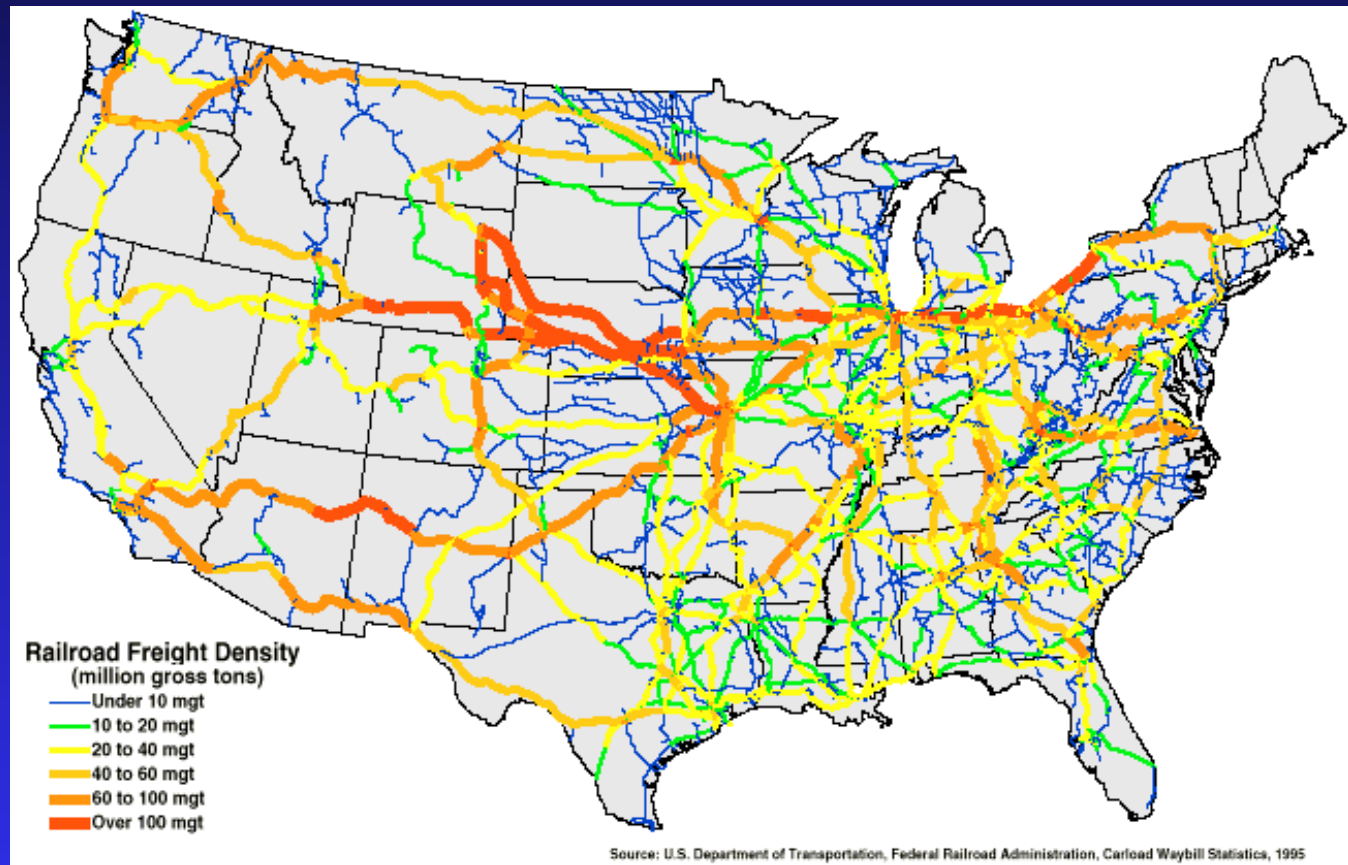 Railroad Freight Density
(million gross tons)
Under 10 mgt
10 to 20 mgt
20 to 40 mgt
40 to 60 mgt
60 to 100 mgt
Over 100 mgt
Source: U.S. Department of Transportation, Federal Railroad Administration, Carload Waybill Statistics, 1995